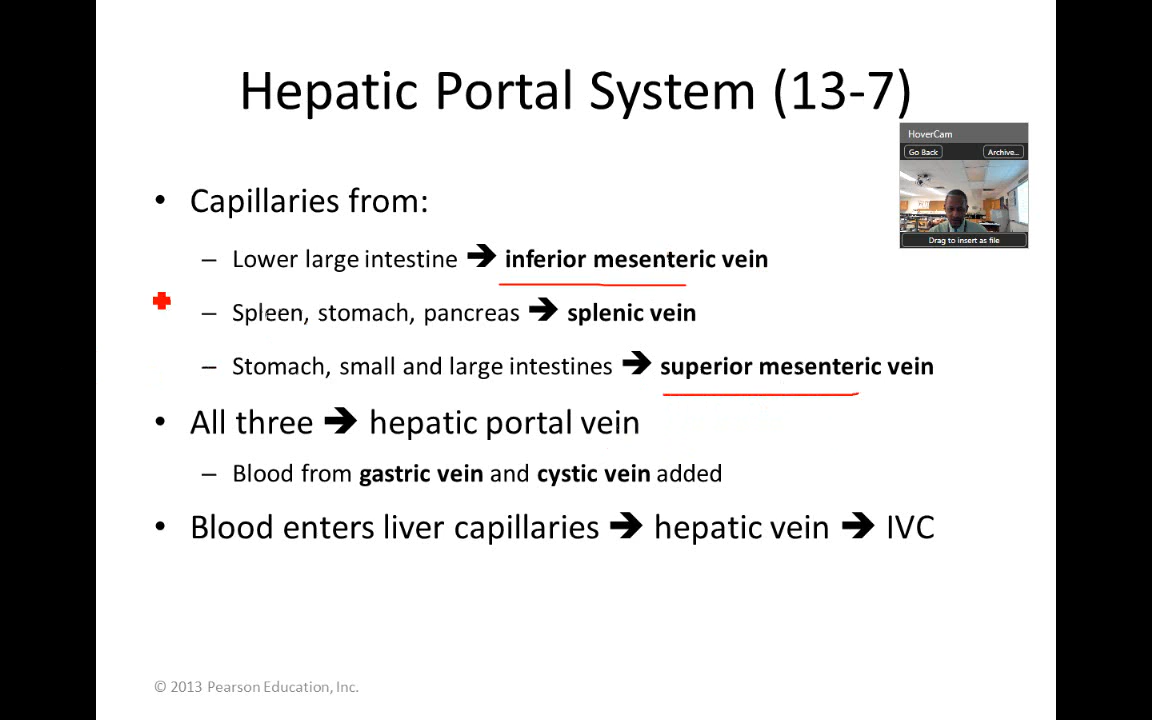 Hepatic Portal System (13-7)
HoverCam
Go Back Archive...
Drag to insert as file
• Capillaries from:
– Lower large intestine ➔ inferior mesenteric vein
– Spleen, stomach, pancreas ➔ splenic vein
– Stomach, small and large intestines ➔ superior mesenteric vein
• All three ➔ hepatic portal vein
– Blood from gastric vein and cystic vein added
• Blood enters liver capillaries ➔ hepatic vein ➔ IVC
© 2013 Pearson Education, Inc.